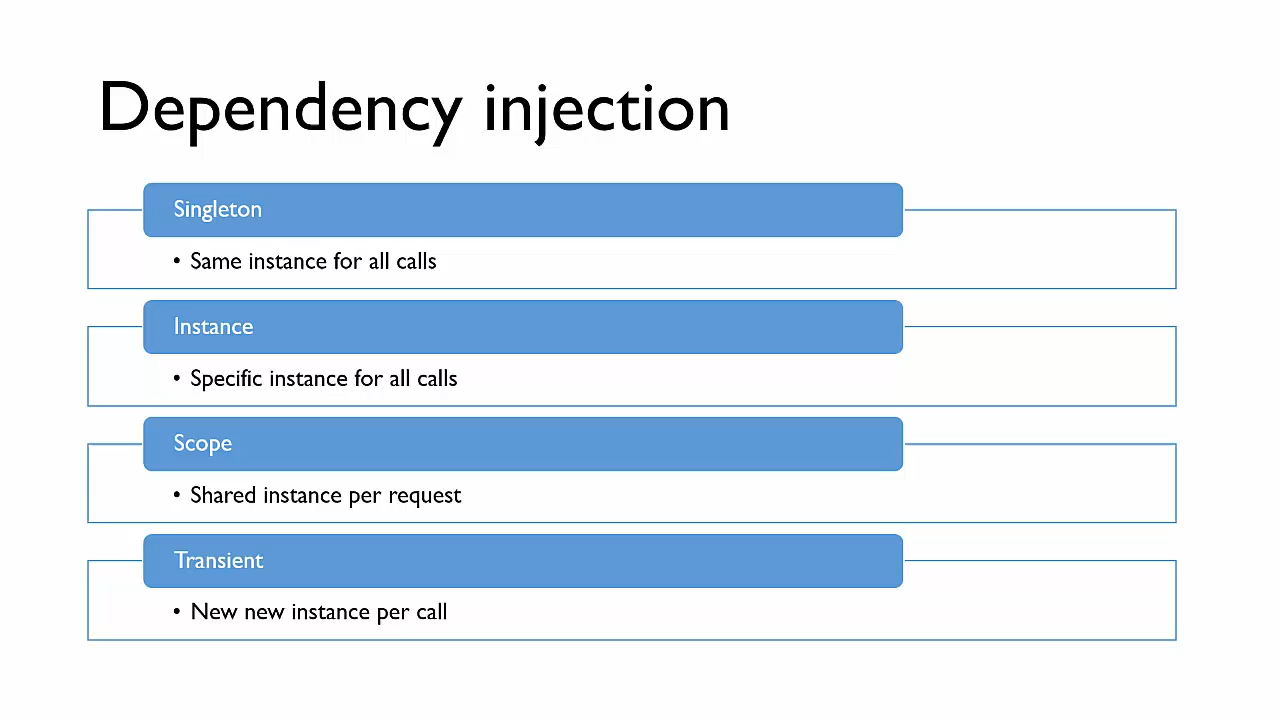 Dependency injection
Singleton
• Same instance for all calls
Instance
• Specific instance for all calls
Scope
• Shared instance per request
Transient
• New new instance per call